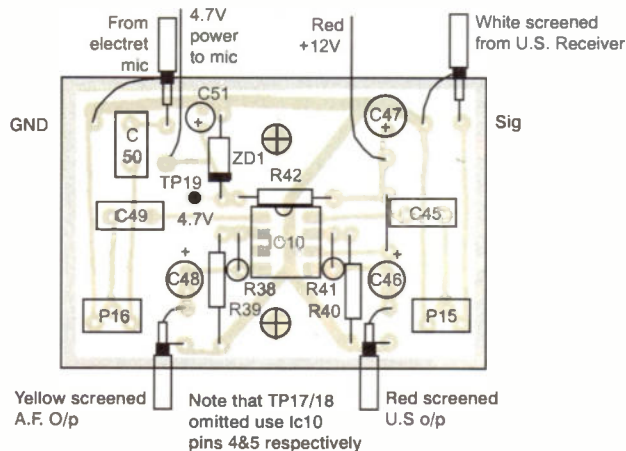 From
electret
mic
4.7V
power
to mic
Red
+12V
White screened
from U.S. Receiver
GND
Sig
C51
C47
+
+
C
50
ZD1
TP19
R42
C49
4.7V
C45
+
+
C48
C46
R38
R41
R39
R40
P16
P15
Yellow screened
A.F. O/p
Note that TP17/18
omitted use Ic10
pins 4&5 respectively
Red screened
U.S o/p